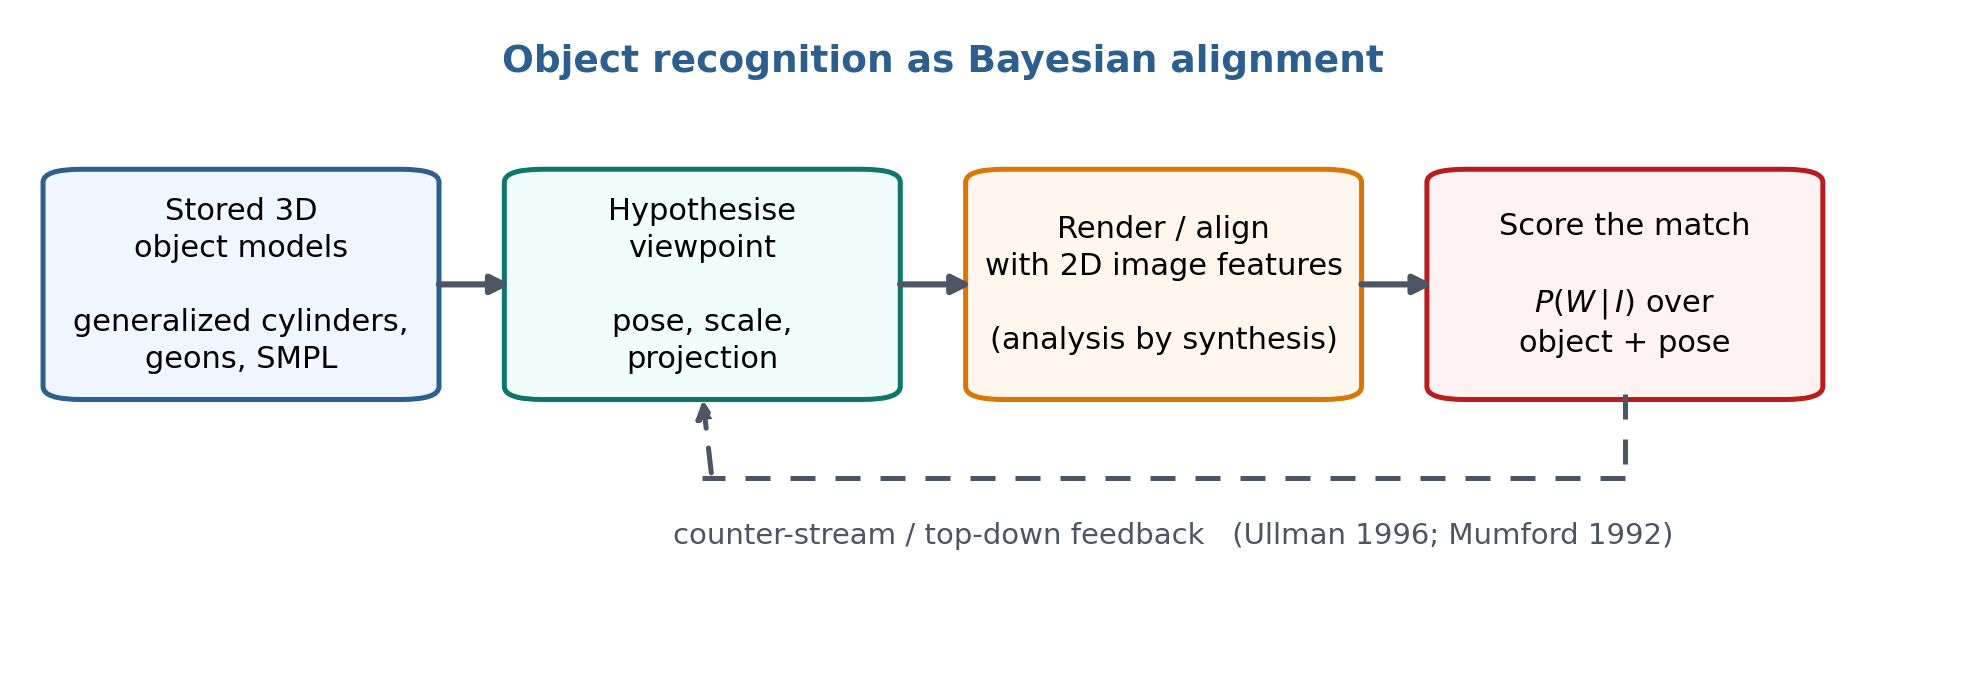 Object recognition as Bayesian alignment
Stored 3D
object models
generalized cylinders,
geons, SMPL
Hypothesise
viewpoint
pose, scale,
projection
Render / align
with 2D image features
(analysis by synthesis)
Score the match
P(W | I) over
object + pose
counter-stream / top-down feedback (Ullman 1996; Mumford 1992)